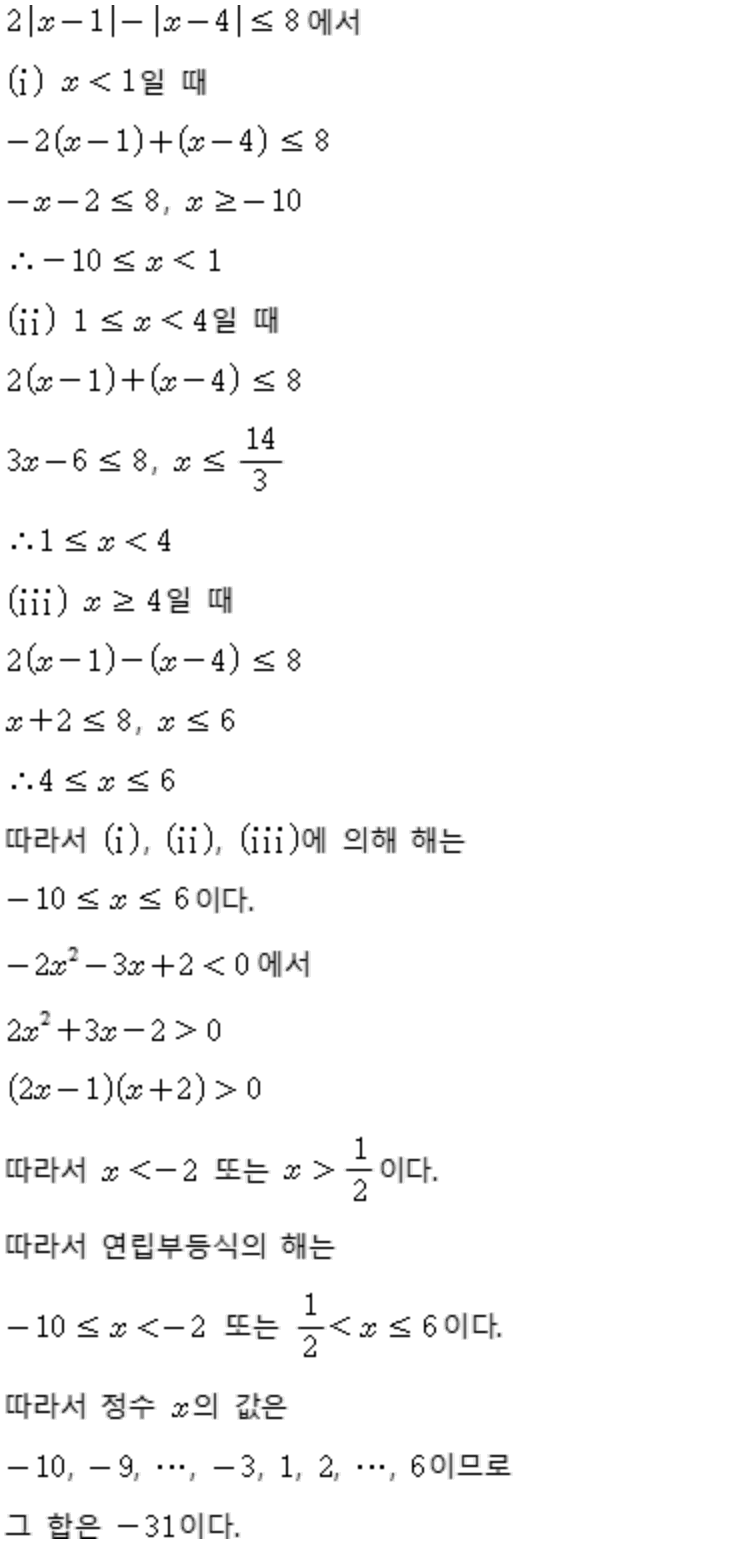 2|x−1|−|x−4| ≤ 8 에서
(i) x < 1일 때
−2(x−1)+(x−4) ≤ 8
−x−2 ≤ 8, x ≥ −10
∴ −10 ≤ x < 1
(ii) 1 ≤ x < 4일 때
2(x−1)+(x−4) ≤ 8
3x−6 ≤ 8, x ≤ 14/3
∴ 1 ≤ x < 4
(iii) x ≥ 4일 때
2(x−1)−(x−4) ≤ 8
x+2 ≤ 8, x ≤ 6
∴ 4 ≤ x ≤ 6
따라서 (i), (ii), (iii)에 의해 해는
−10 ≤ x ≤ 6이다.
−2x²−3x+2 < 0 에서
2x²+3x−2 > 0
(2x−1)(x+2) > 0
따라서 x < −2 또는 x > 1/2 이다.
따라서 연립부등식의 해는
−10 ≤ x < −2 또는 1/2 < x ≤ 6이다.
따라서 정수 x의 값은
−10, −9, ⋯, −3, 1, 2, ⋯, 6이므로
그 합은 −31이다.